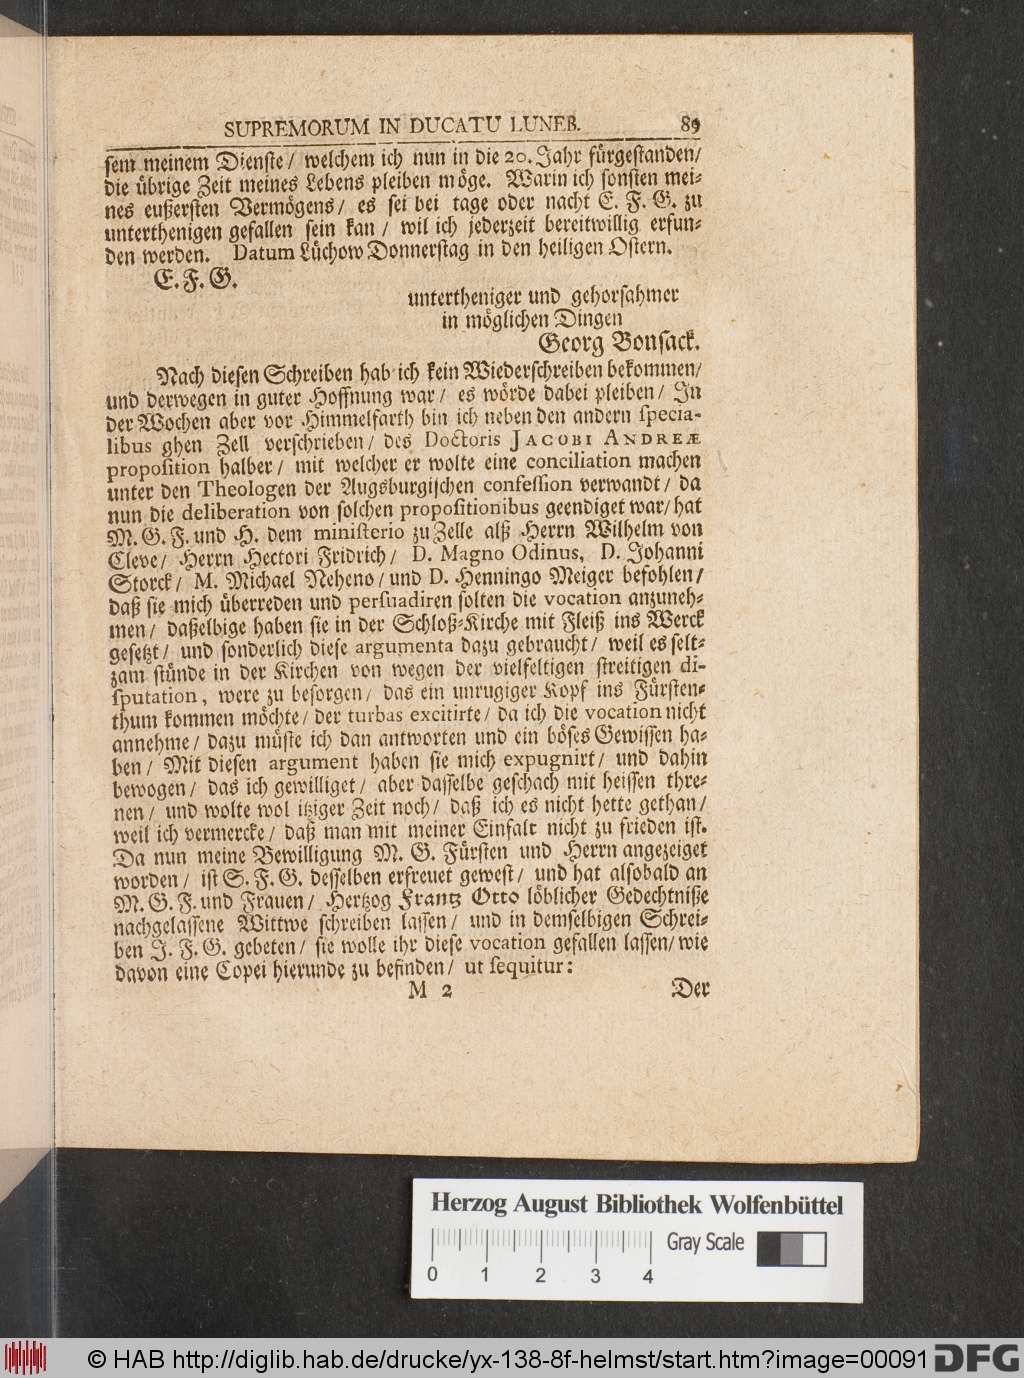 SUPREMORUM IN DUCATU LUNEB. 89
sem meinem Dienste/ welchem ich nun in die 20. Jahr fürgestanden/
die übrige Zeit meines Lebens pleiben möge. Warin ich sonsten mei-
nes eußersten Vermögens/ es sei bei tage oder nacht E. F. G. zu
unterthenigen gefallen sein kan/ wil ich jederzeit bereitwillig erfun-
den werden. Datum Lüchow Donnerstag in den heiligen Ostern.
E. F. G.
untertheniger und gehorsahmer
in möglichen Dingen
Georg Bonsack.
Nach diesen Schreiben hab ich kein Wiederschreiben bekommen/
und derwegen in guter Hoffnung war/ es wörde dabei pleiben/ In
der Wochen aber vor Himmelfarth bin ich neben den andern specia-
libus ghen Zell verschrieben/ des Doctoris JACOBI ANDREÆ
proposition halber/ mit welcher er wolte eine conciliation machen
unter den Theologen der Augsburgischen confession verwandt/ da
nun die deliberation von solchen propositionibus geendiget war/ hat
M. G. F. und H. dem ministerio zu Zelle alß Herrn Wilhelm von
Cleve/ Herrn Hectori Fridrich/ D. Magno Odinus, D. Johanni
Storck/ M. Michael Neheno/ und D. Henningo Meiger befohlen/
daß sie mich überreden und persuadiren solten die vocation anzuneh-
men/ daßelbige haben sie in der Schloß-Kirche mit Fleiß ins Werck
gesetzt/ und sonderlich diese argumenta dazu gebraucht/ weil es selt-
zam stünde in der Kirchen von wegen der vielfeltigen streitigen di-
sputation, were zu besorgen/ das ein unrugiger Kopf ins Fürsten-
thum kommen möchte/ der turbas excitirte/ da ich die vocation nicht
annehme/ dazu müste ich dan antworten und ein böses Gewissen ha-
ben/ Mit diesen argument haben sie mich expugnirt/ und dahin
bewogen/ das ich gewilliget/ aber dasselbe geschach mit heissen thre-
nen/ und wolte wol itziger Zeit noch/ daß ich es nicht hette gethan/
weil ich vermercke/ daß man mit meiner Einfalt nicht zu frieden ist.
Da nun meine Bewilligung M. G. Fürsten und Herrn angezeiget
worden/ ist S. F. G. desselben erfreuet gewest/ und hat alsobald an
M. G. F. und Frauen/ Hertzog Frantz Otto löblicher Gedechtniße
nachgelassene Wittwe schreiben lassen/ und in demselbigen Schrei-
ben J. F. G. gebeten/ sie wolle ihr diese vocation gefallen lassen/ wie
davon eine Copei hierunde zu befinden/ ut sequitur:
M 2 Der
Herzog August Bibliothek Wolfenbüttel
Gray Scale
0 1 2 3 4
© HAB http://diglib.hab.de/drucke/yx-138-8f-helmst/start.htm?image=00091 DFG